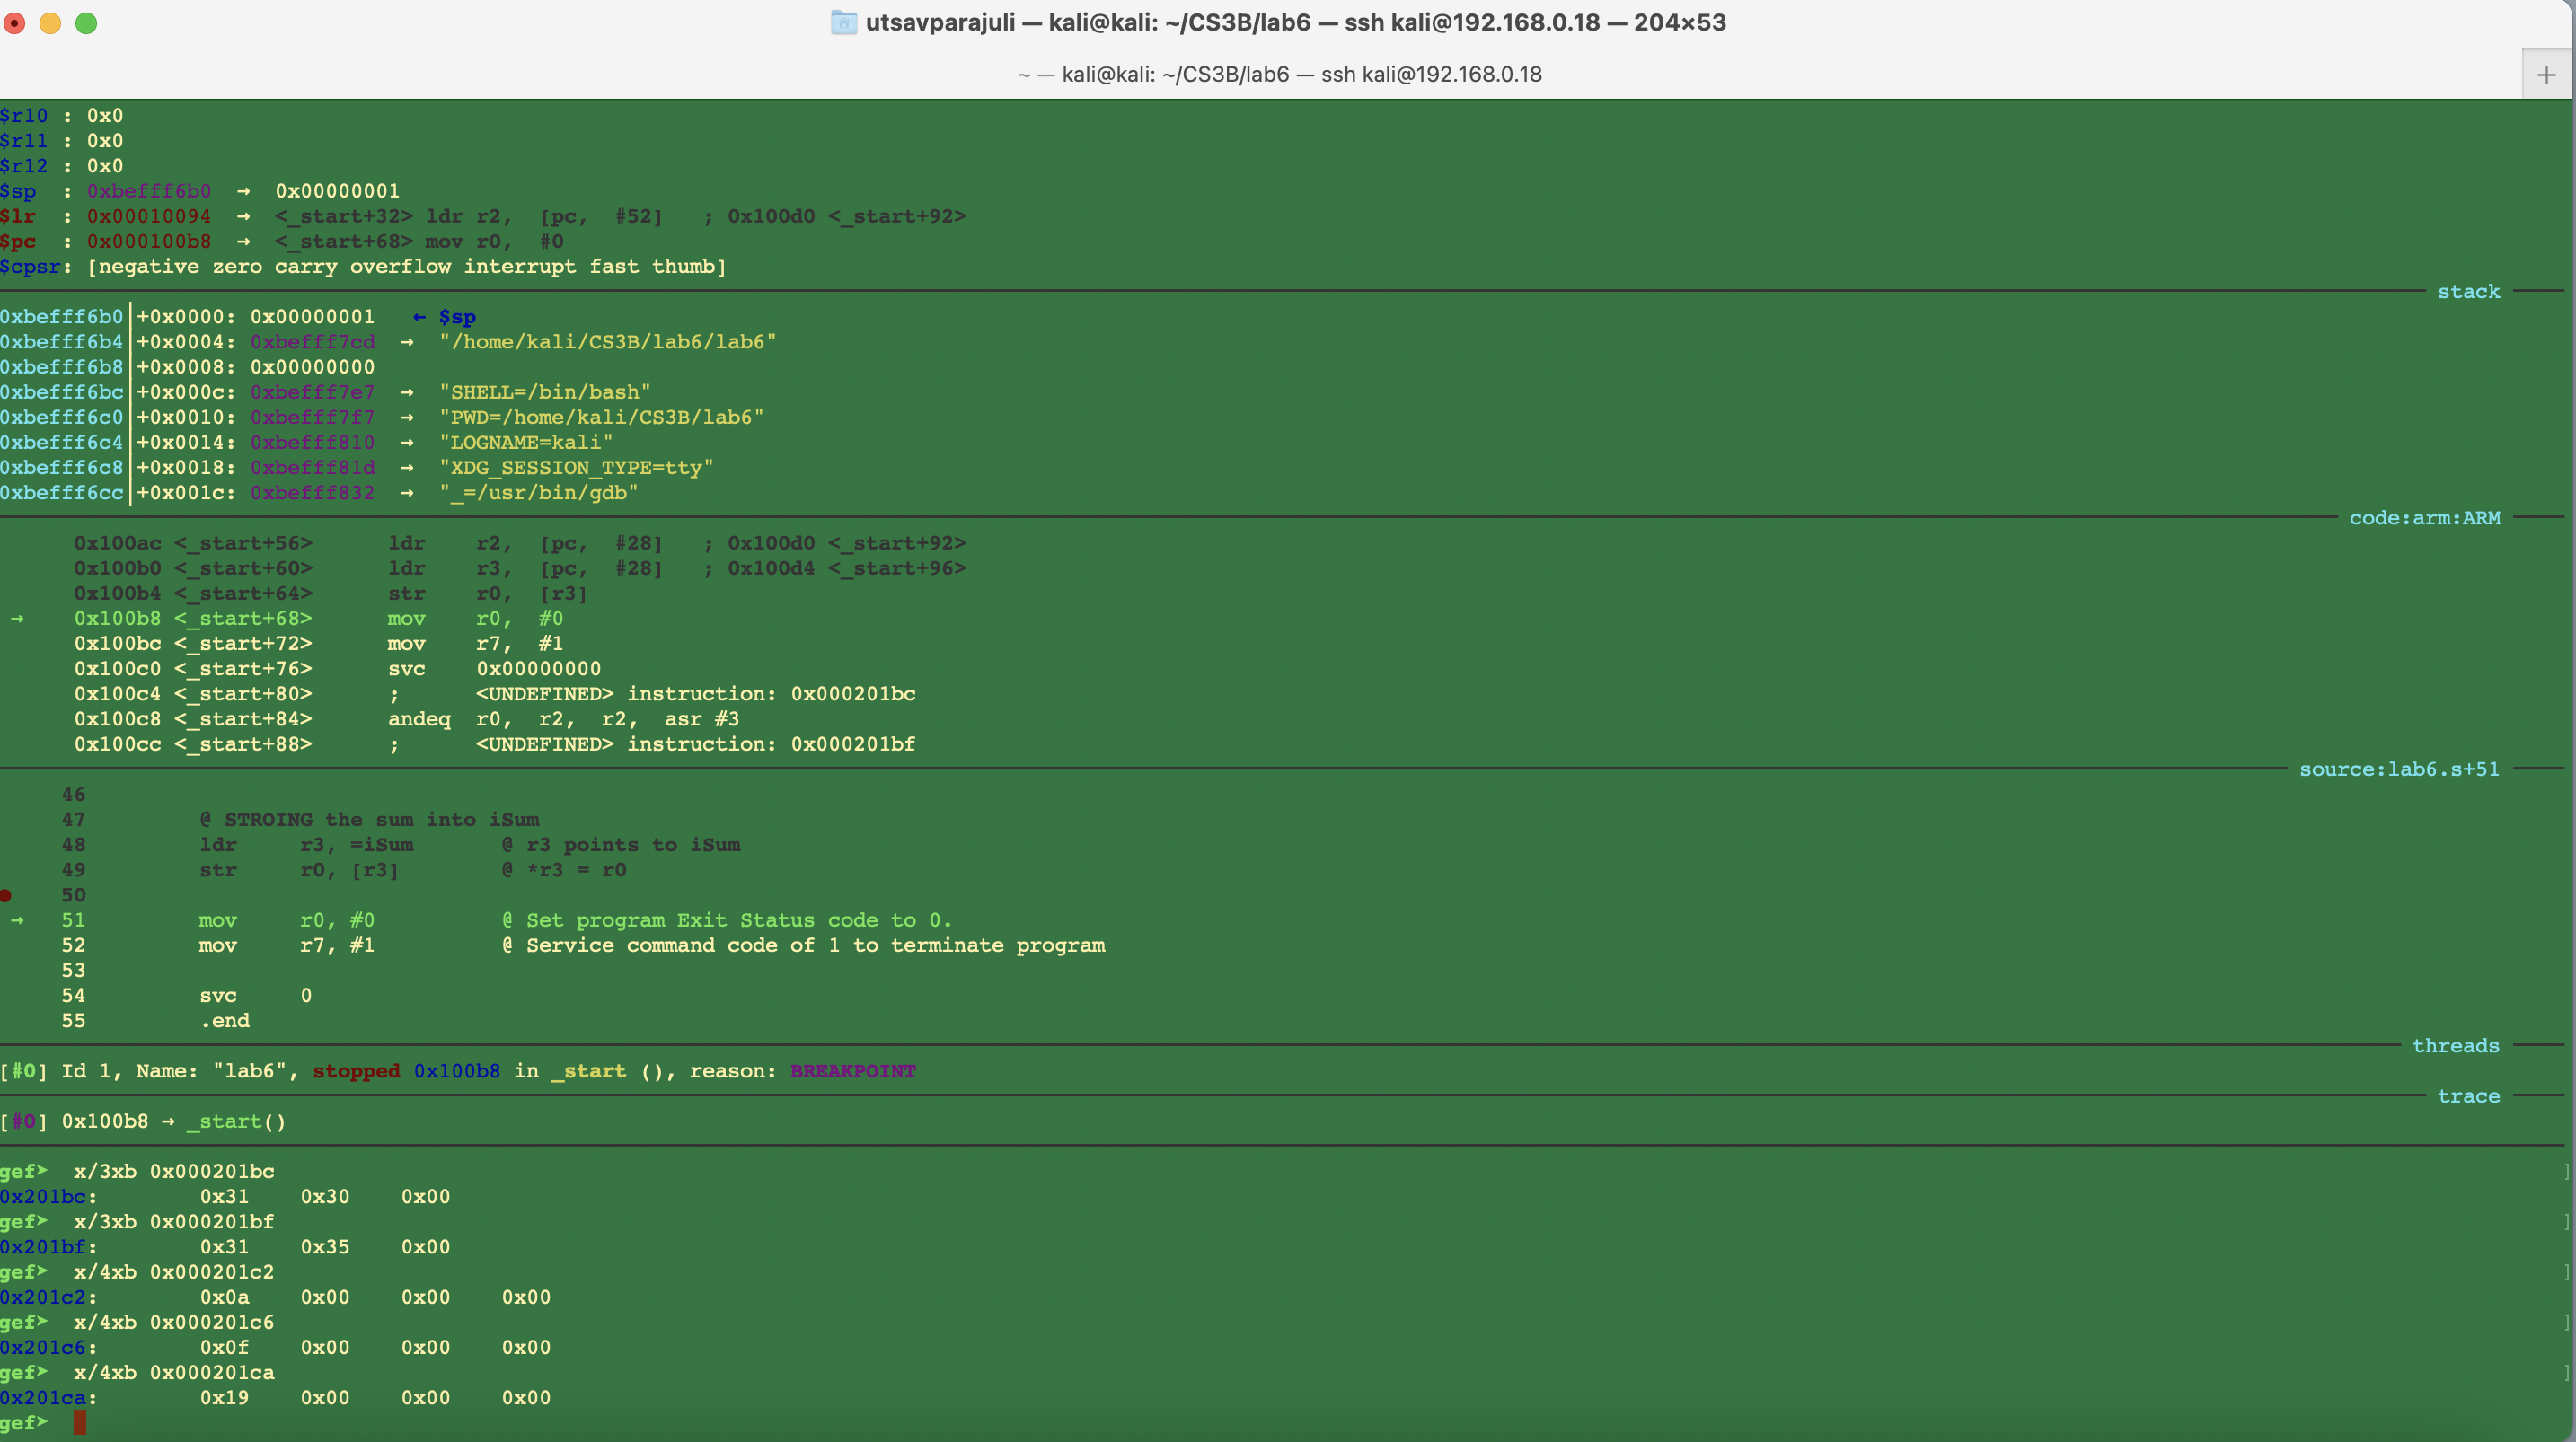 utsavparajuli — kali@kali: ~/CS3B/lab6 — ssh kali@192.168.0.18 — 204×53
~ — kali@kali: ~/CS3B/lab6 — ssh kali@192.168.0.18 +
$r10 : 0x0
$r11 : 0x0
$r12 : 0x0
$sp : 0xbefff6b0 → 0x00000001
$lr : 0x00010094 → <_start+32> ldr r2, [pc, #52] ; 0x100d0 <_start+92>
$pc : 0x000100b8 → <_start+68> mov r0, #0
$cpsr: [negative zero carry overflow interrupt fast thumb]
stack
0xbefff6b0│+0x0000: 0x00000001 ← $sp
0xbefff6b4│+0x0004: 0xbefff7cd → "/home/kali/CS3B/lab6/lab6"
0xbefff6b8│+0x0008: 0x00000000
0xbefff6bc│+0x000c: 0xbefff7e7 → "SHELL=/bin/bash"
0xbefff6c0│+0x0010: 0xbefff7f7 → "PWD=/home/kali/CS3B/lab6"
0xbefff6c4│+0x0014: 0xbefff810 → "LOGNAME=kali"
0xbefff6c8│+0x0018: 0xbefff81d → "XDG_SESSION_TYPE=tty"
0xbefff6cc│+0x001c: 0xbefff832 → "_=/usr/bin/gdb"
code:arm:ARM
0x100ac <_start+56> ldr r2, [pc, #28] ; 0x100d0 <_start+92>
0x100b0 <_start+60> ldr r3, [pc, #28] ; 0x100d4 <_start+96>
0x100b4 <_start+64> str r0, [r3]
→ 0x100b8 <_start+68> mov r0, #0
0x100bc <_start+72> mov r7, #1
0x100c0 <_start+76> svc 0x00000000
0x100c4 <_start+80> ; <UNDEFINED> instruction: 0x000201bc
0x100c8 <_start+84> andeq r0, r2, r2, asr #3
0x100cc <_start+88> ; <UNDEFINED> instruction: 0x000201bf
source:lab6.s+51
46
47 @ STROING the sum into iSum
48 ldr r3, =iSum @ r3 points to iSum
49 str r0, [r3] @ *r3 = r0
● 50
→ 51 mov r0, #0 @ Set program Exit Status code to 0.
52 mov r7, #1 @ Service command code of 1 to terminate program
53
54 svc 0
55 .end
threads
[#0] Id 1, Name: "lab6", stopped 0x100b8 in _start (), reason: BREAKPOINT
trace
[#0] 0x100b8 → _start()
gef➤ x/3xb 0x000201bc ]
0x201bc: 0x31 0x30 0x00
gef➤ x/3xb 0x000201bf ]
0x201bf: 0x31 0x35 0x00
gef➤ x/4xb 0x000201c2 ]
0x201c2: 0x0a 0x00 0x00 0x00
gef➤ x/4xb 0x000201c6 ]
0x201c6: 0x0f 0x00 0x00 0x00
gef➤ x/4xb 0x000201ca ]
0x201ca: 0x19 0x00 0x00 0x00
gef➤